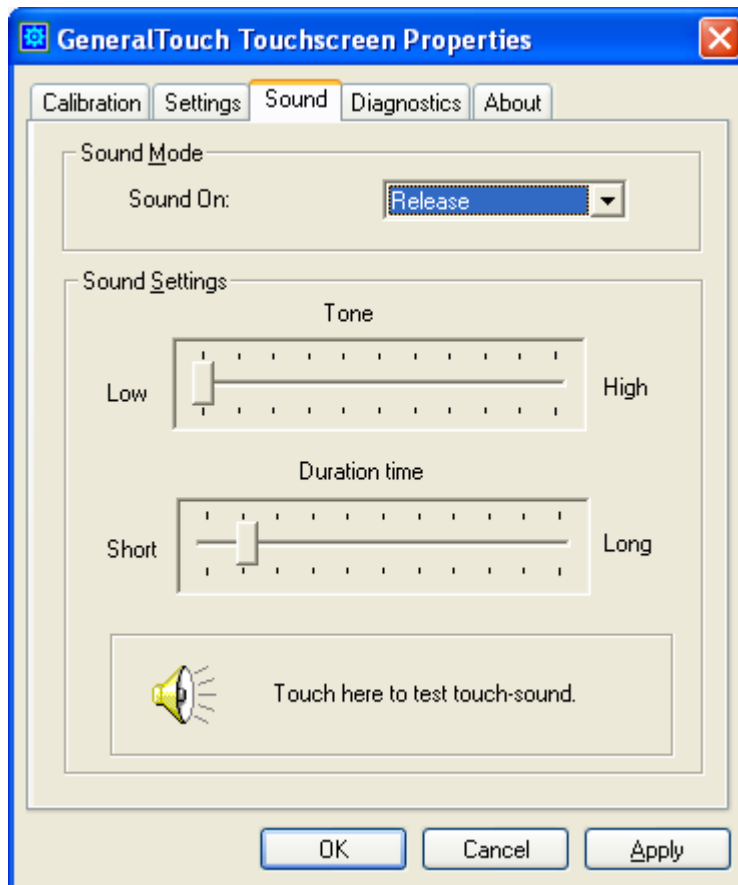 GeneralTouch Touchscreen Properties
Calibration Settings Sound Diagnostics About
Sound Mode
Sound On: Release
Sound Settings
Tone
Low High
Duration time
Short Long
Touch here to test touch-sound.
OK Cancel Apply